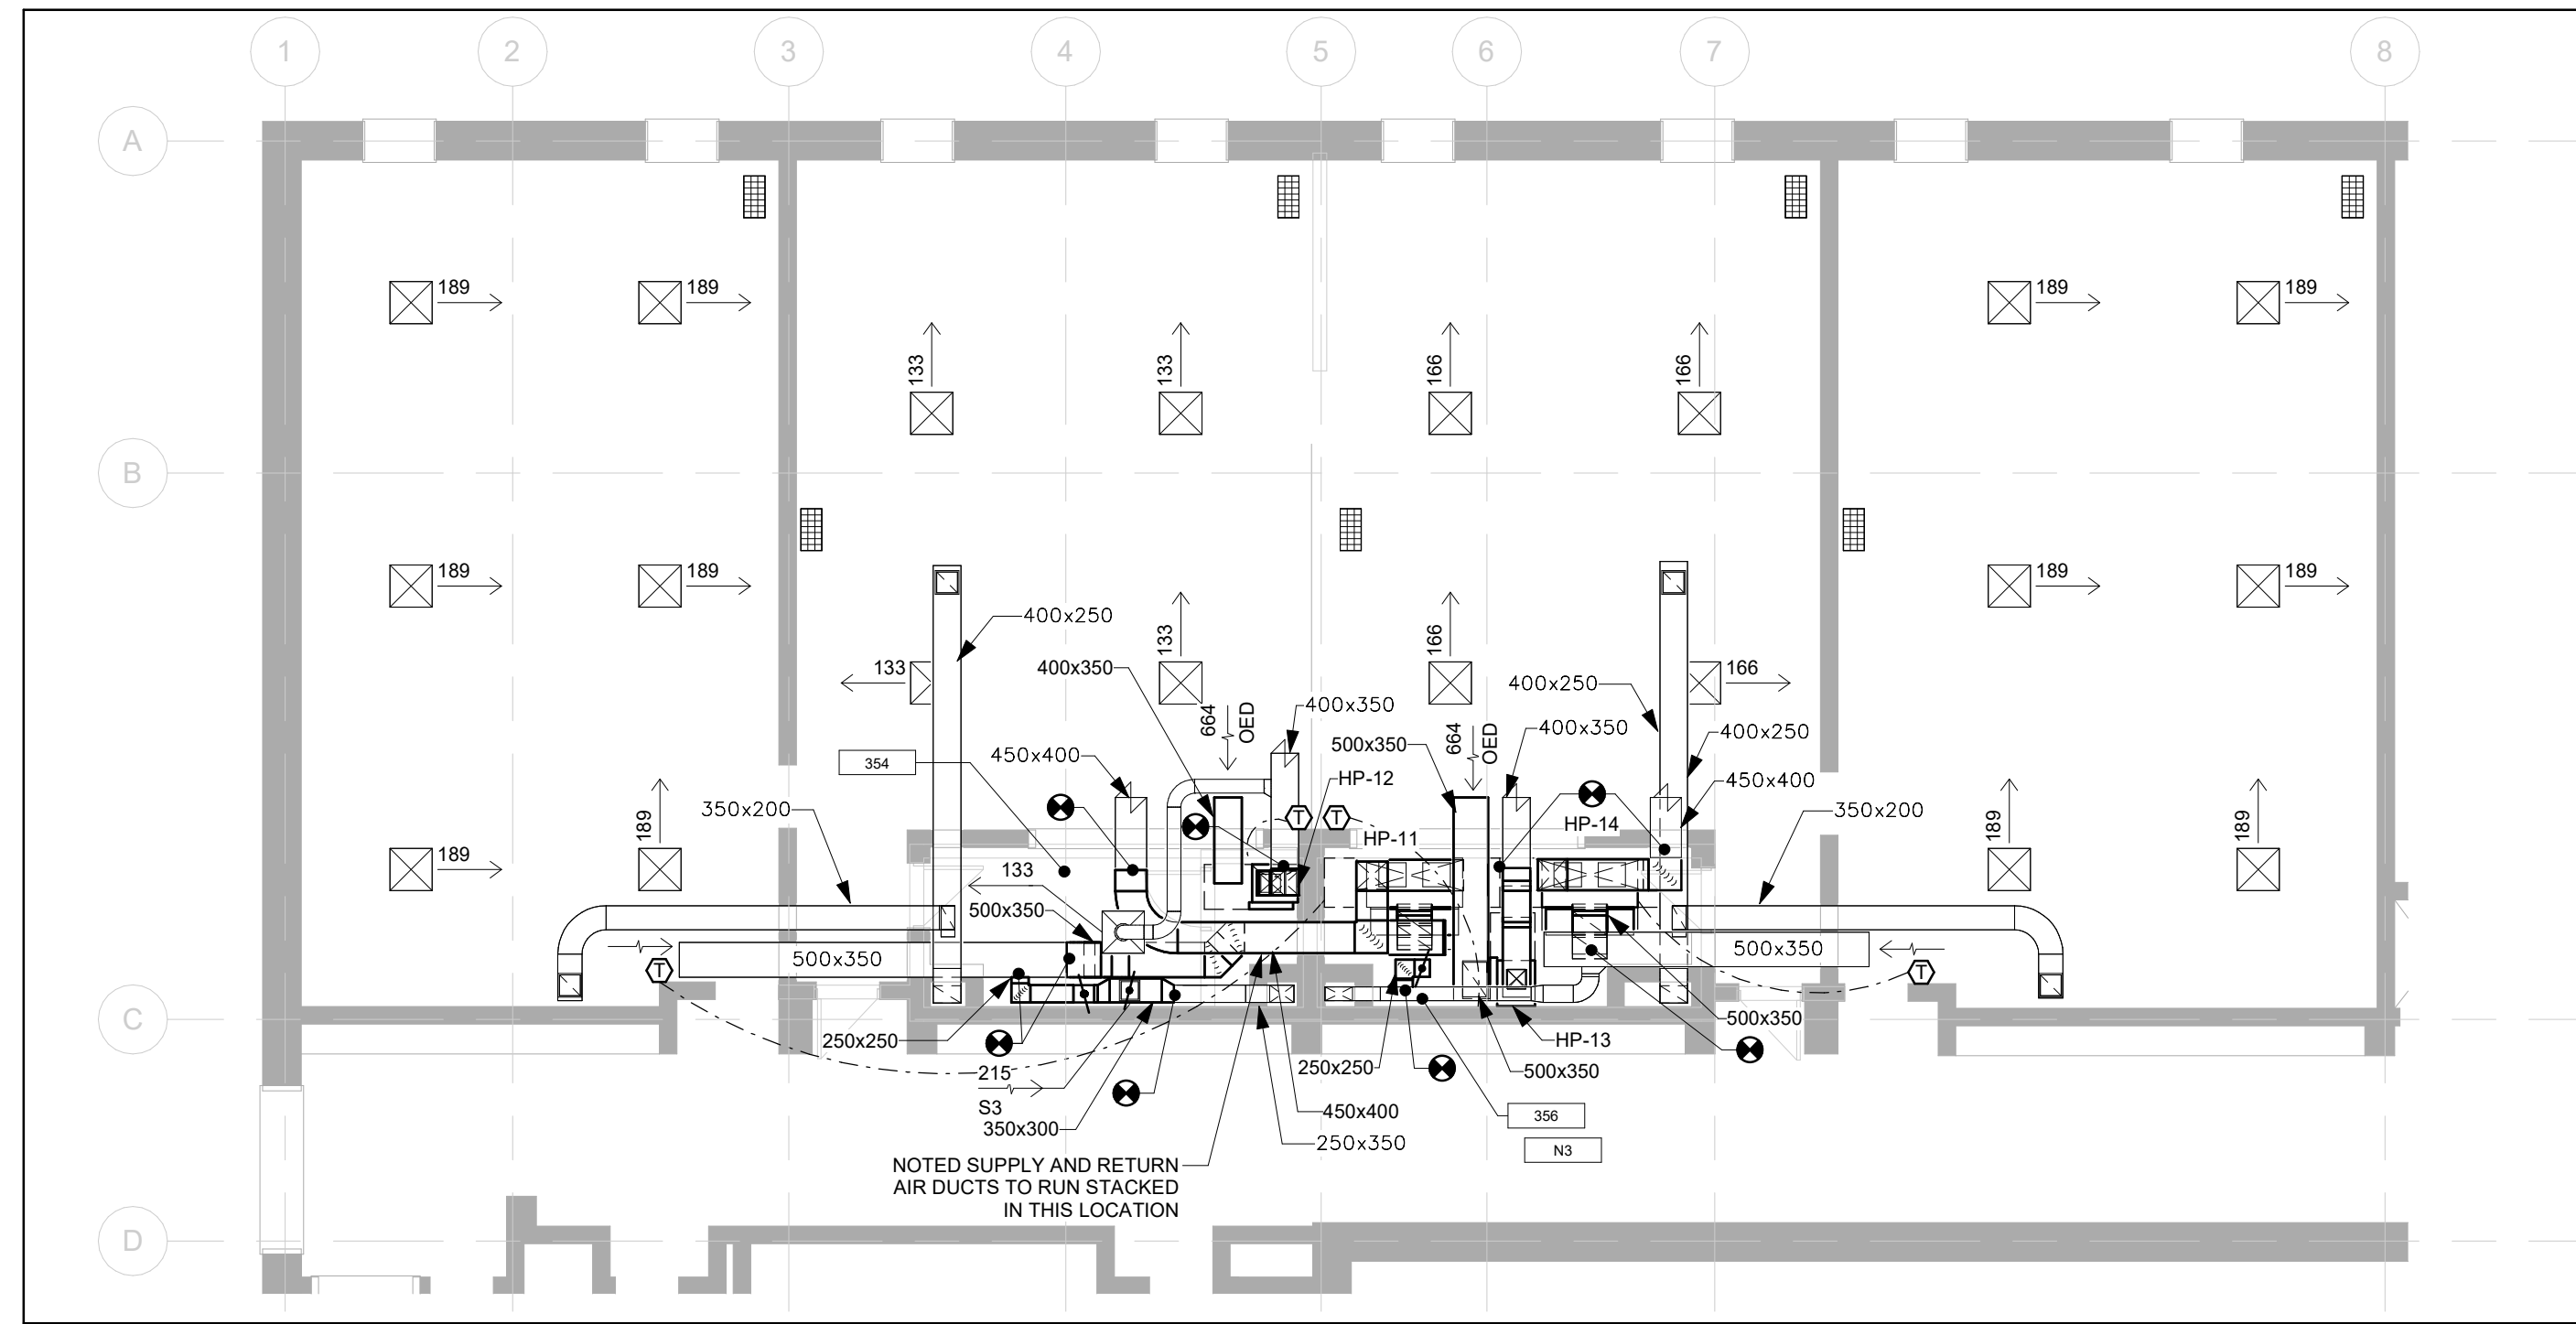 1
2
3
4
5
6
7
8
A
189
189
189
189
133
133
166
166
B
189
189
189
189
400x250
133
166
133
400x350
166
400x250
664
OED
400x350
500x350
664
OED
400x350
400x250
354
450x400
HP-12
450x400
350x200
189
HP-11
HP-14
350x200
189
189
189
133
500x350
500x350
500x350
T
T
T
T
C
250x250
500x350
HP-13
215
250x250
500x350
S3
350x300
450x400
356
250x350
N3
NOTED SUPPLY AND RETURN
AIR DUCTS TO RUN STACKED
IN THIS LOCATION
D